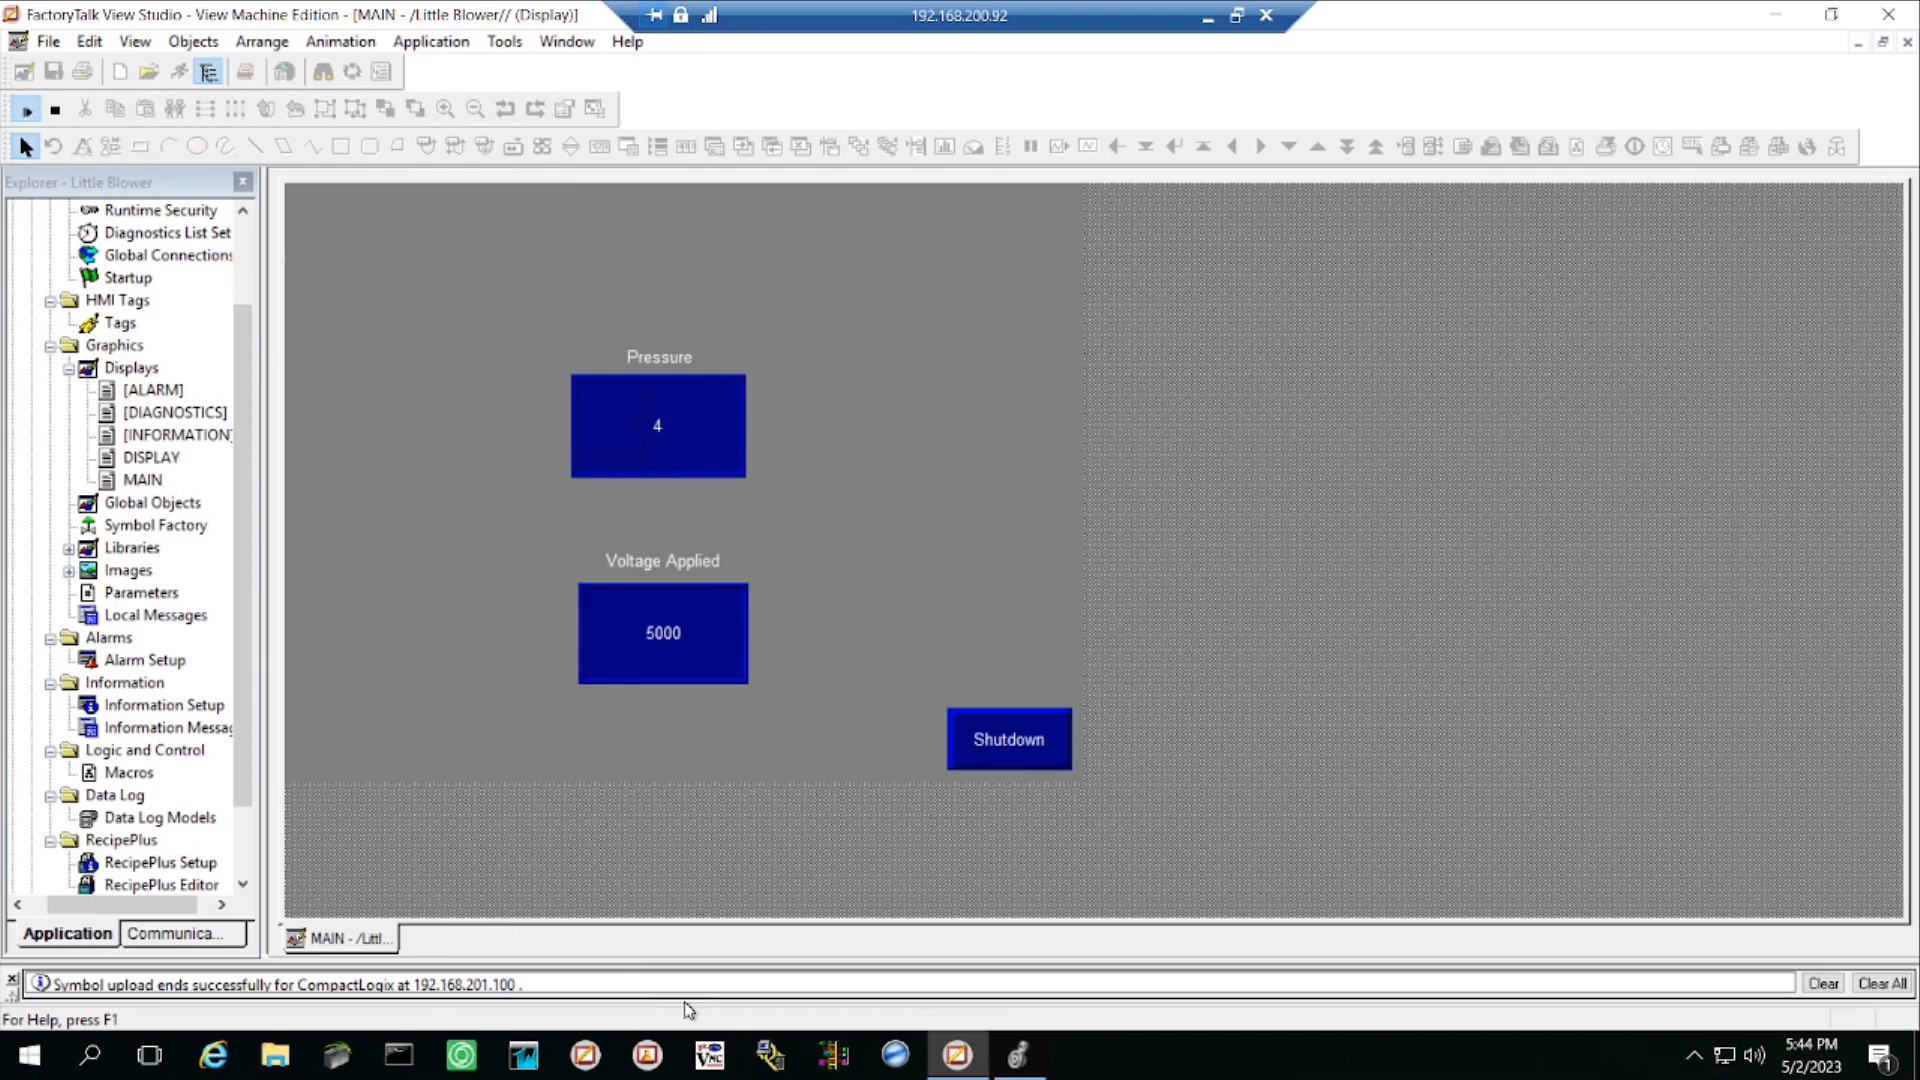 FactoryTalk View Studio - View Machine Edition - [MAIN - /Little Blower// (Display)]
192.168.200.92
File Edit View Objects Arrange Animation Application Tools Window Help
Explorer - Little Blower
Runtime Security
Diagnostics List Set
Global Connections
Startup
HMI Tags
Tags
Graphics
Displays
[ALARM]
[DIAGNOSTICS]
[INFORMATION]
DISPLAY
MAIN
Global Objects
Symbol Factory
Libraries
Images
Parameters
Local Messages
Alarms
Alarm Setup
Information
Information Setup
Information Messag
Logic and Control
Macros
Data Log
Data Log Models
RecipePlus
RecipePlus Setup
RecipePlus Editor
Application Communica...
Pressure
4
Voltage Applied
5000
Shutdown
MAIN - /Littl...
Symbol upload ends successfully for CompactLogix at 192.168.201.100 .
Clear Clear All
For Help, press F1
VNC
5:44 PM
5/2/2023
1